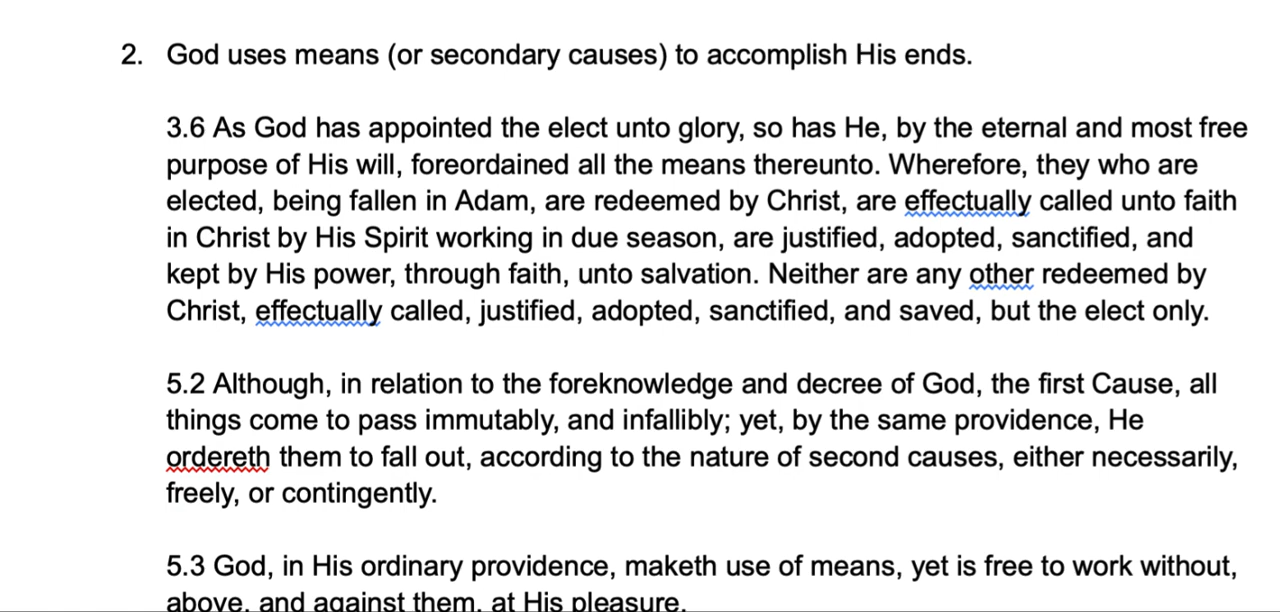 2. God uses means (or secondary causes) to accomplish His ends.
3.6 As God has appointed the elect unto glory, so has He, by the eternal and most free
purpose of His will, foreordained all the means thereunto. Wherefore, they who are
elected, being fallen in Adam, are redeemed by Christ, are effectually called unto faith
in Christ by His Spirit working in due season, are justified, adopted, sanctified, and
kept by His power, through faith, unto salvation. Neither are any other redeemed by
Christ, effectually called, justified, adopted, sanctified, and saved, but the elect only.
5.2 Although, in relation to the foreknowledge and decree of God, the first Cause, all
things come to pass immutably, and infallibly; yet, by the same providence, He
ordereth them to fall out, according to the nature of second causes, either necessarily,
freely, or contingently.
5.3 God, in His ordinary providence, maketh use of means, yet is free to work without,
above, and against them, at His pleasure.